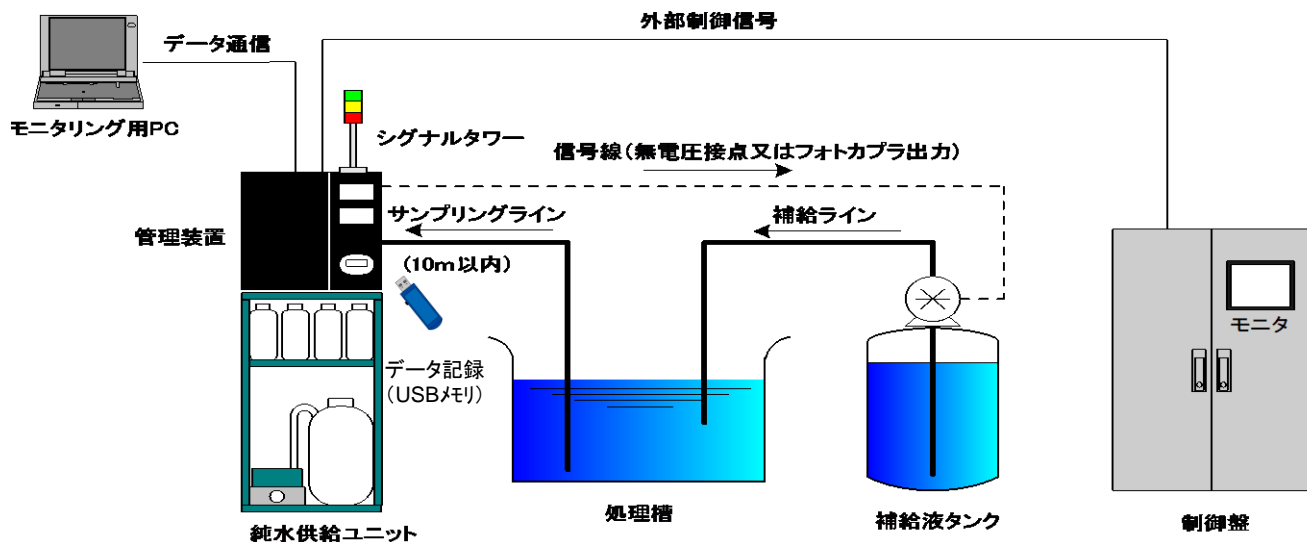 外部制御信号
データ通信
モニタリング用PC
シグナルタワー
信号線(無電圧接点又はフォトカプラ出力)
サンプリングライン
補給ライン
管理装置
(10m以内)
モニタ
データ記録
(USBメモリ)
処理槽
補給液タンク
制御盤
純水供給ユニット